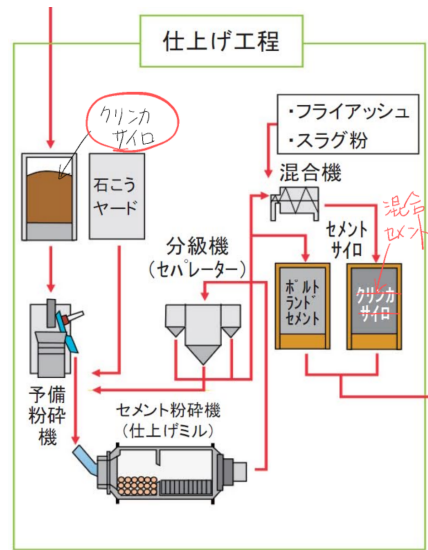 仕上げ工程
クリンカ
サイロ
石こう
ヤード
・フライアッシュ
・スラグ粉
混合機
混合
セメント
セメント
サイロ
分級機
(セパレーター)
ボルト
ランド
セメント
クリンカ
サイロ
予備
粉砕
機
セメント粉砕機
(仕上げミル)